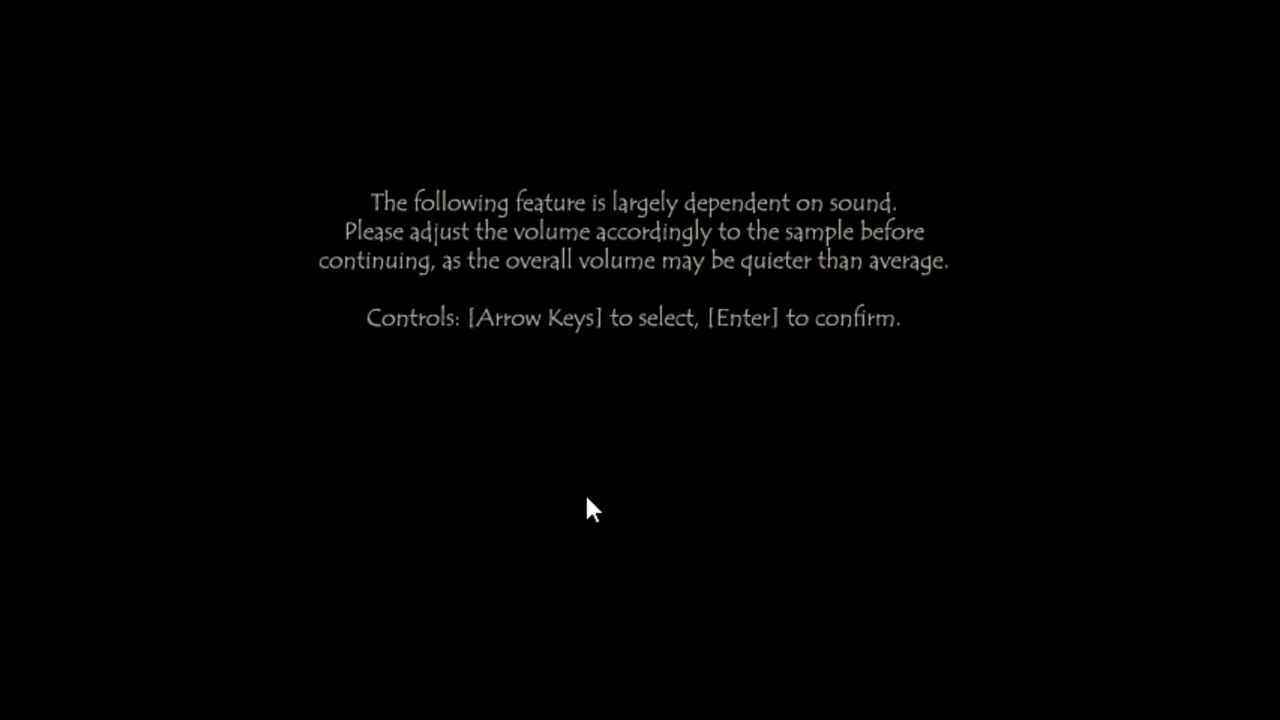 The following feature is largely dependent on sound.
Please adjust the volume accordingly to the sample before
continuing, as the overall volume may be quieter than average.
Controls: [Arrow Keys] to select, [Enter] to confirm.